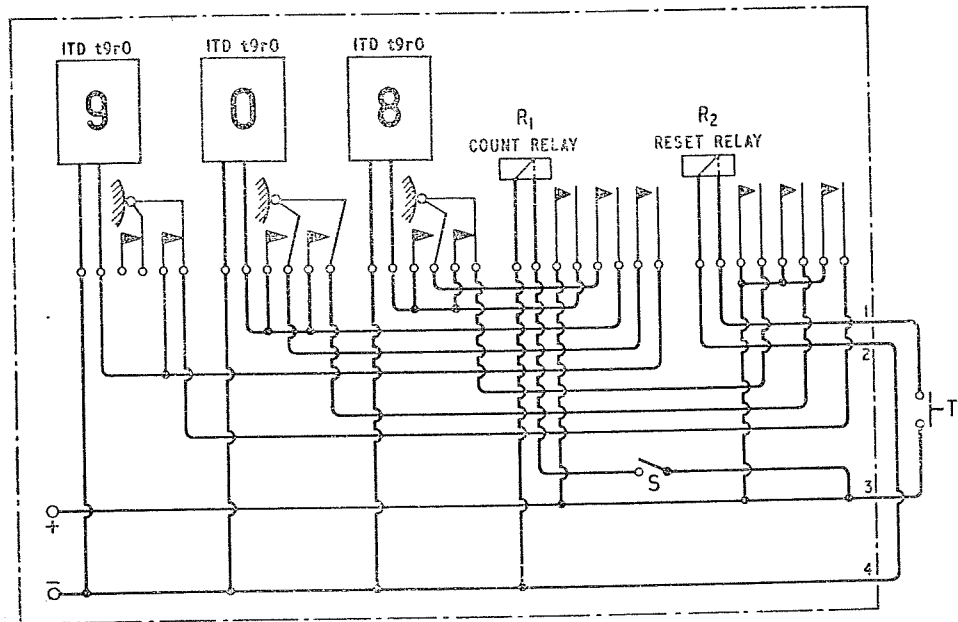 ITD t9r0
ITD t9r0
ITD t9r0
9
0
8
R1
COUNT RELAY
R2
RESET RELAY
1
2
T
S
3
+
4
−